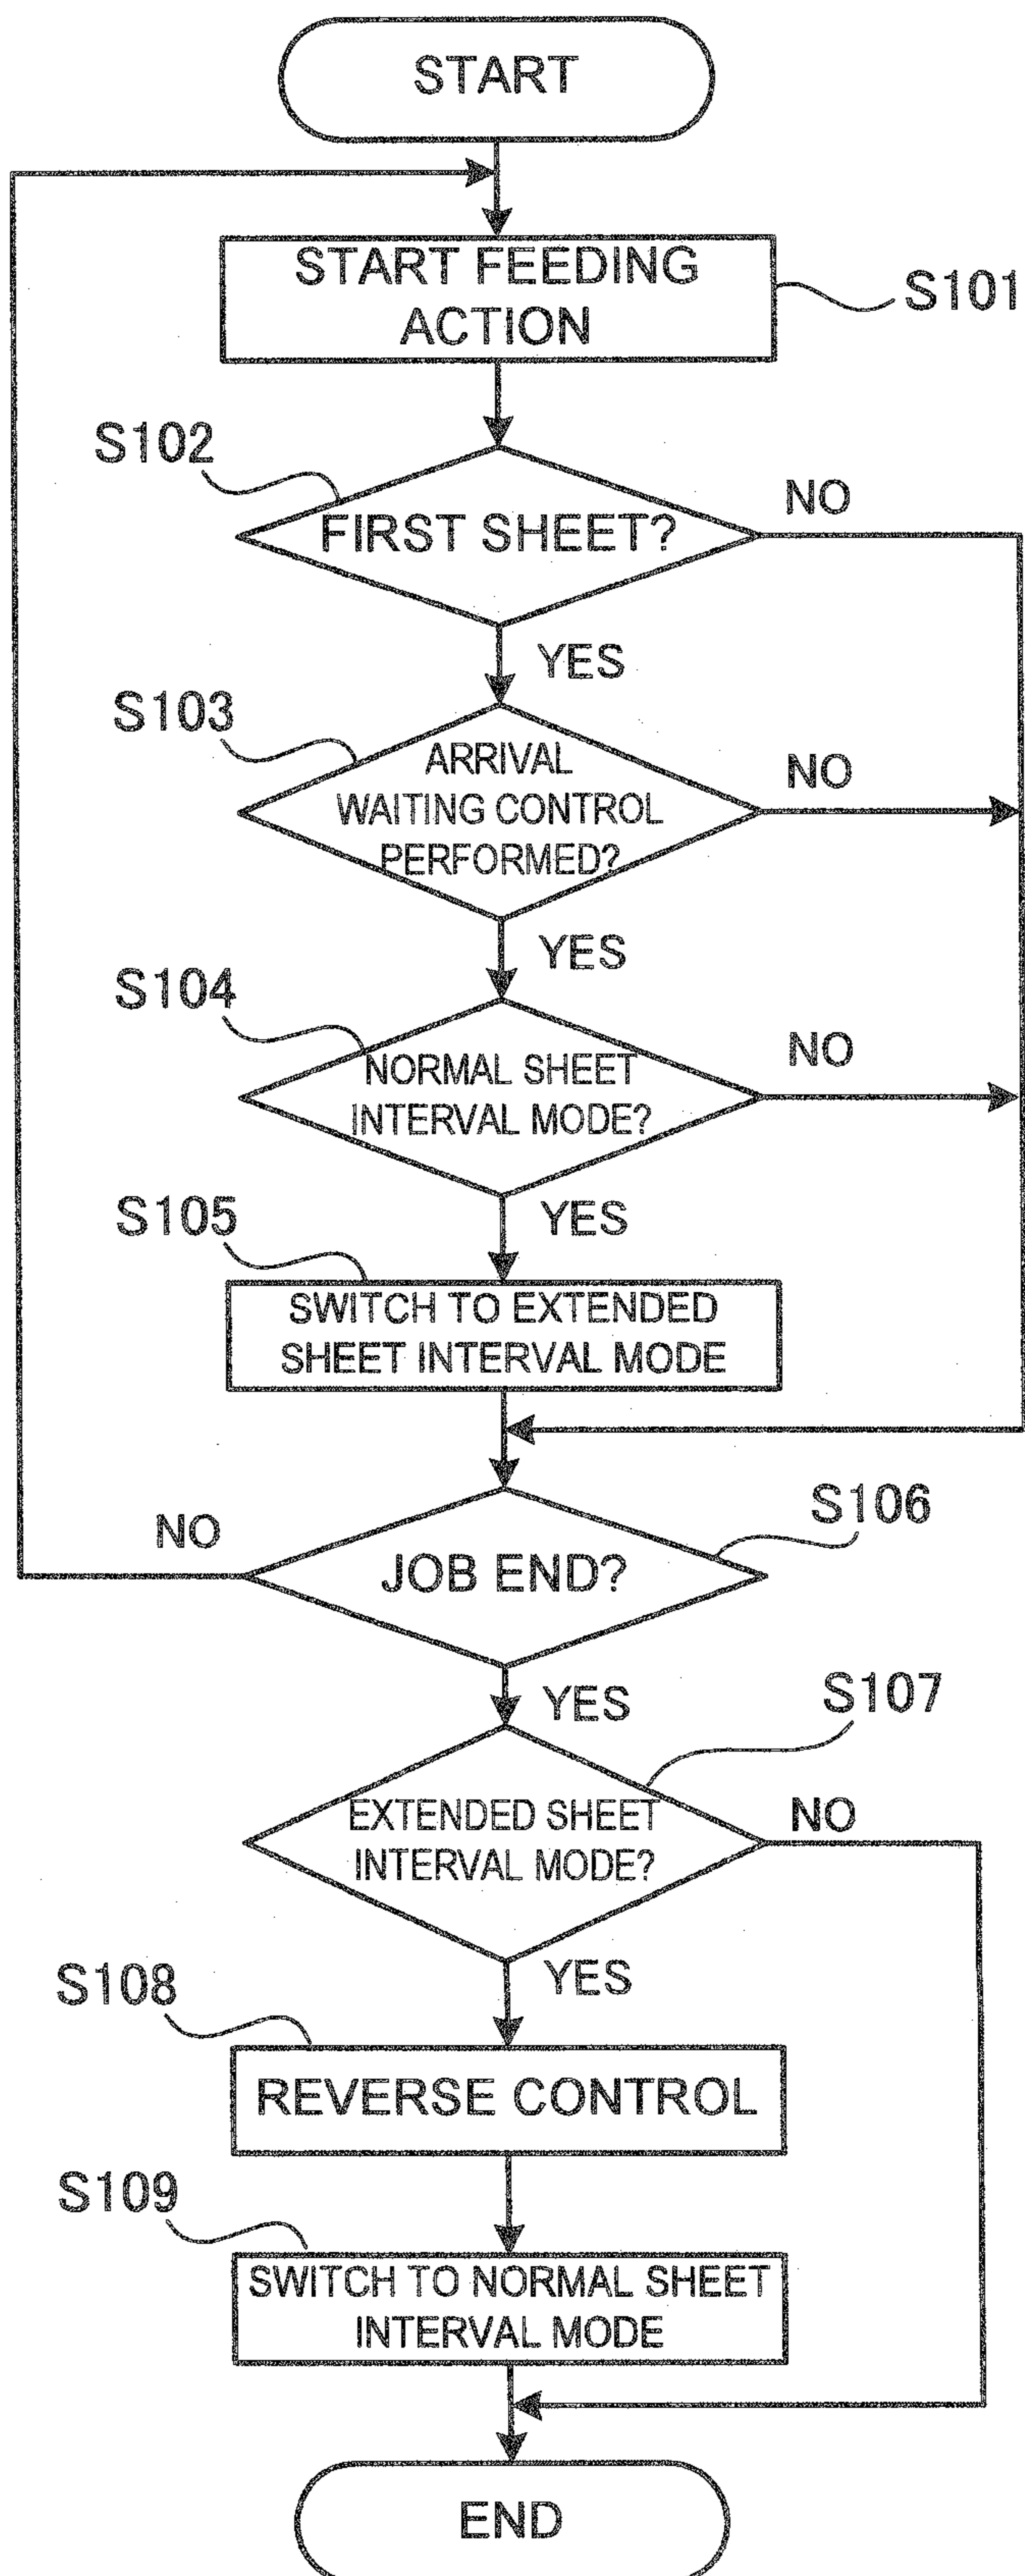 START
START FEEDING
ACTION
S101
S102
FIRST SHEET?
NO
YES
S103
ARRIVAL
WAITING CONTROL
PERFORMED?
NO
YES
S104
NORMAL SHEET
INTERVAL MODE?
NO
YES
S105
SWITCH TO EXTENDED
SHEET INTERVAL MODE
S106
NO
JOB END?
YES
S107
EXTENDED SHEET
INTERVAL MODE?
NO
YES
S108
REVERSE CONTROL
S109
SWITCH TO NORMAL SHEET
INTERVAL MODE
END